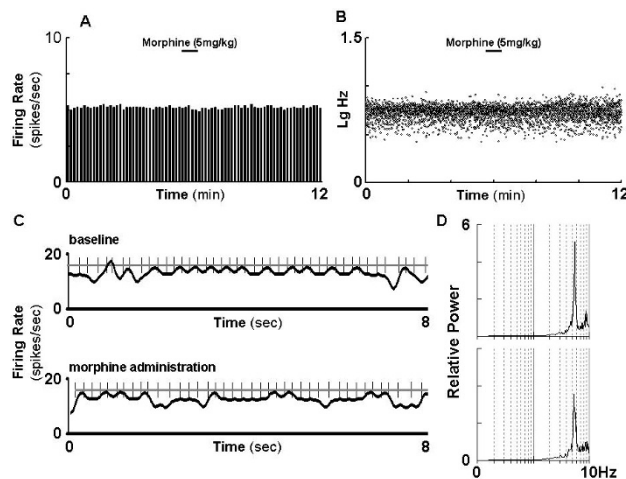 A
10
Morphine (5mg/kg)
Firing Rate
(spikes/sec)
0
0
Time (min)
12
B
1.5
Morphine (5mg/kg)
Lg Hz
0
0
Time (min)
12
C
baseline
20
0
0
Time (sec)
8
Firing Rate
(spikes/sec)
morphine administration
20
0
0
Time (sec)
8
D
6
Relative Power
0
0
10Hz